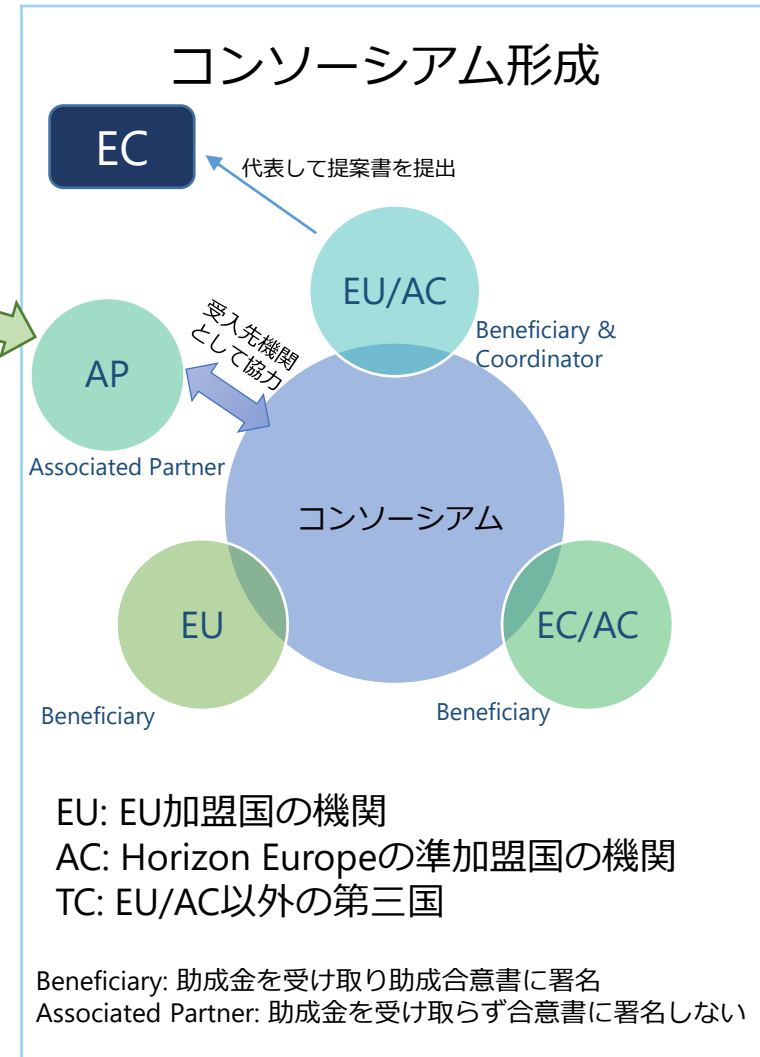 コンソーシアム形成
EC
代表して提案書を提出
EU/AC
受入先機関
として協力
Beneficiary &
Coordinator
AP
Associated Partner
コンソーシアム
EU
EC/AC
Beneficiary
Beneficiary
EU: EU加盟国の機関
AC: Horizon Europeの準加盟国の機関
TC: EU/AC以外の第三国
Beneficiary: 助成金を受け取り助成合意書に署名
Associated Partner: 助成金を受け取らず合意書に署名しない